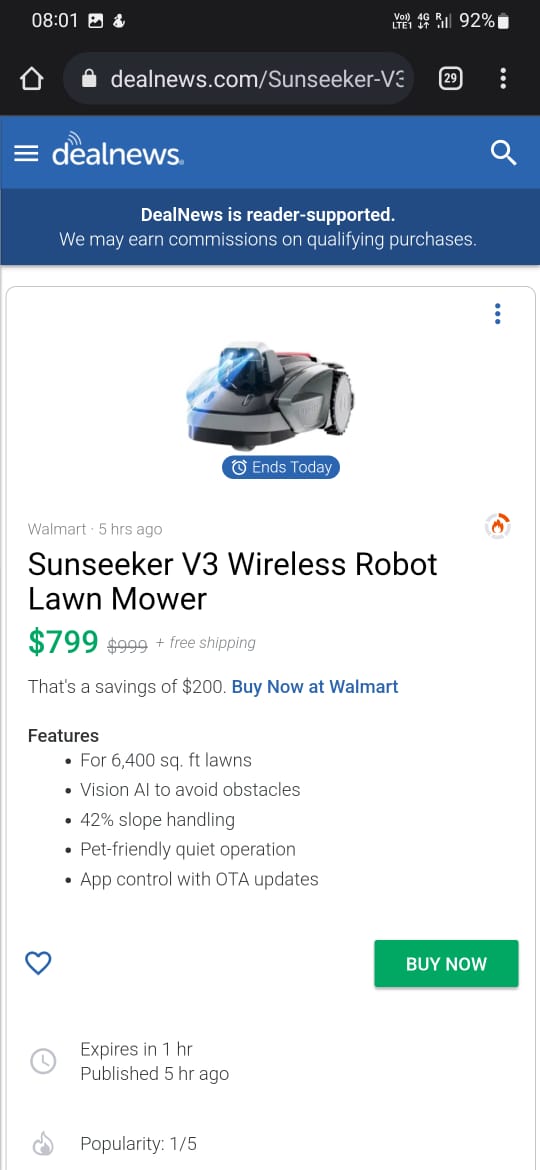 08:01
Vo)) 4G R 92%
LTE1
dealnews.com/Sunseeker-V3
29
dealnews.
DealNews is reader-supported.
We may earn commissions on qualifying purchases.
Ends Today
Walmart · 5 hrs ago
Sunseeker V3 Wireless Robot
Lawn Mower
$799 $999 + free shipping
That's a savings of $200. Buy Now at Walmart
Features
• For 6,400 sq. ft lawns
• Vision AI to avoid obstacles
• 42% slope handling
• Pet-friendly quiet operation
• App control with OTA updates
BUY NOW
Expires in 1 hr
Published 5 hr ago
Popularity: 1/5